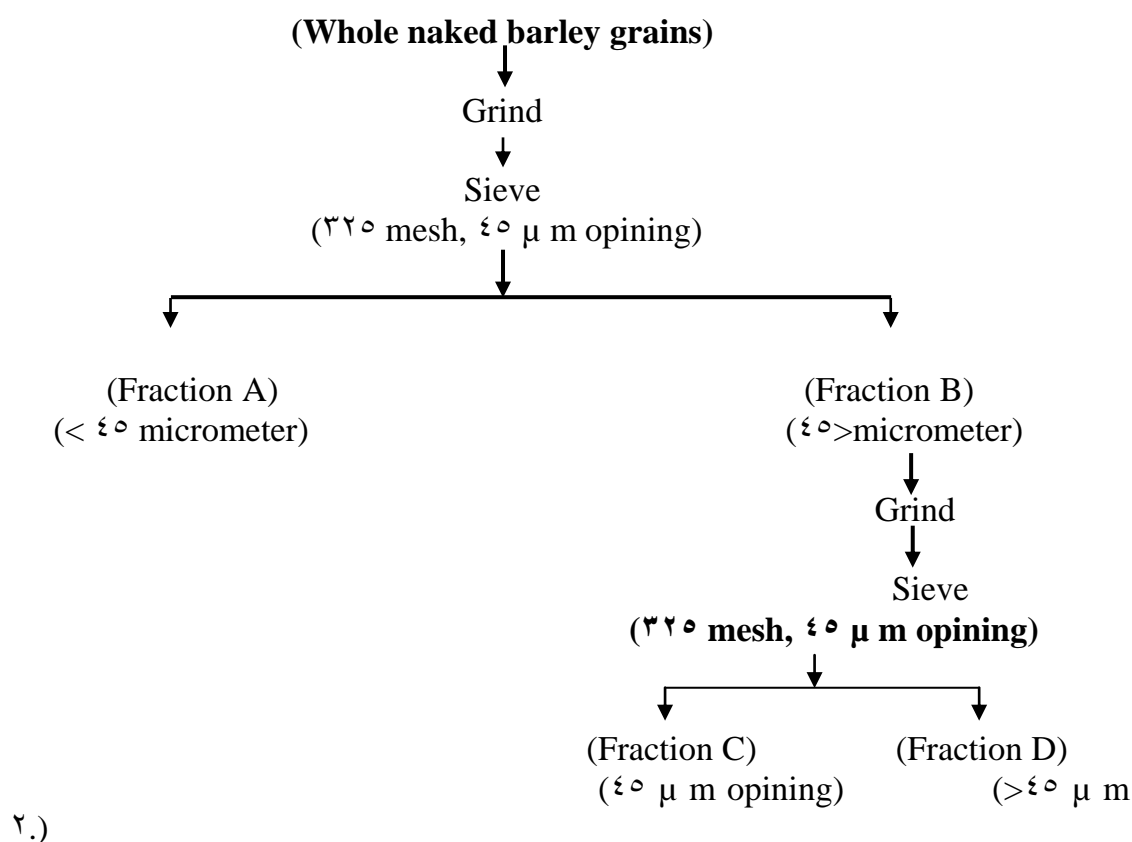 (Whole naked barley grains)
Grind
Sieve
(٣٢٥ mesh, ٤٥ µ m opining)
(Fraction A)
(< ٤٥ micrometer)
(Fraction B)
(٤٥>micrometer)
Grind
Sieve
(٣٢٥ mesh, ٤٥ µ m opining)
(Fraction C)
(٤٥ µ m opining)
(Fraction D)
(>٤٥ µ m
٢.)